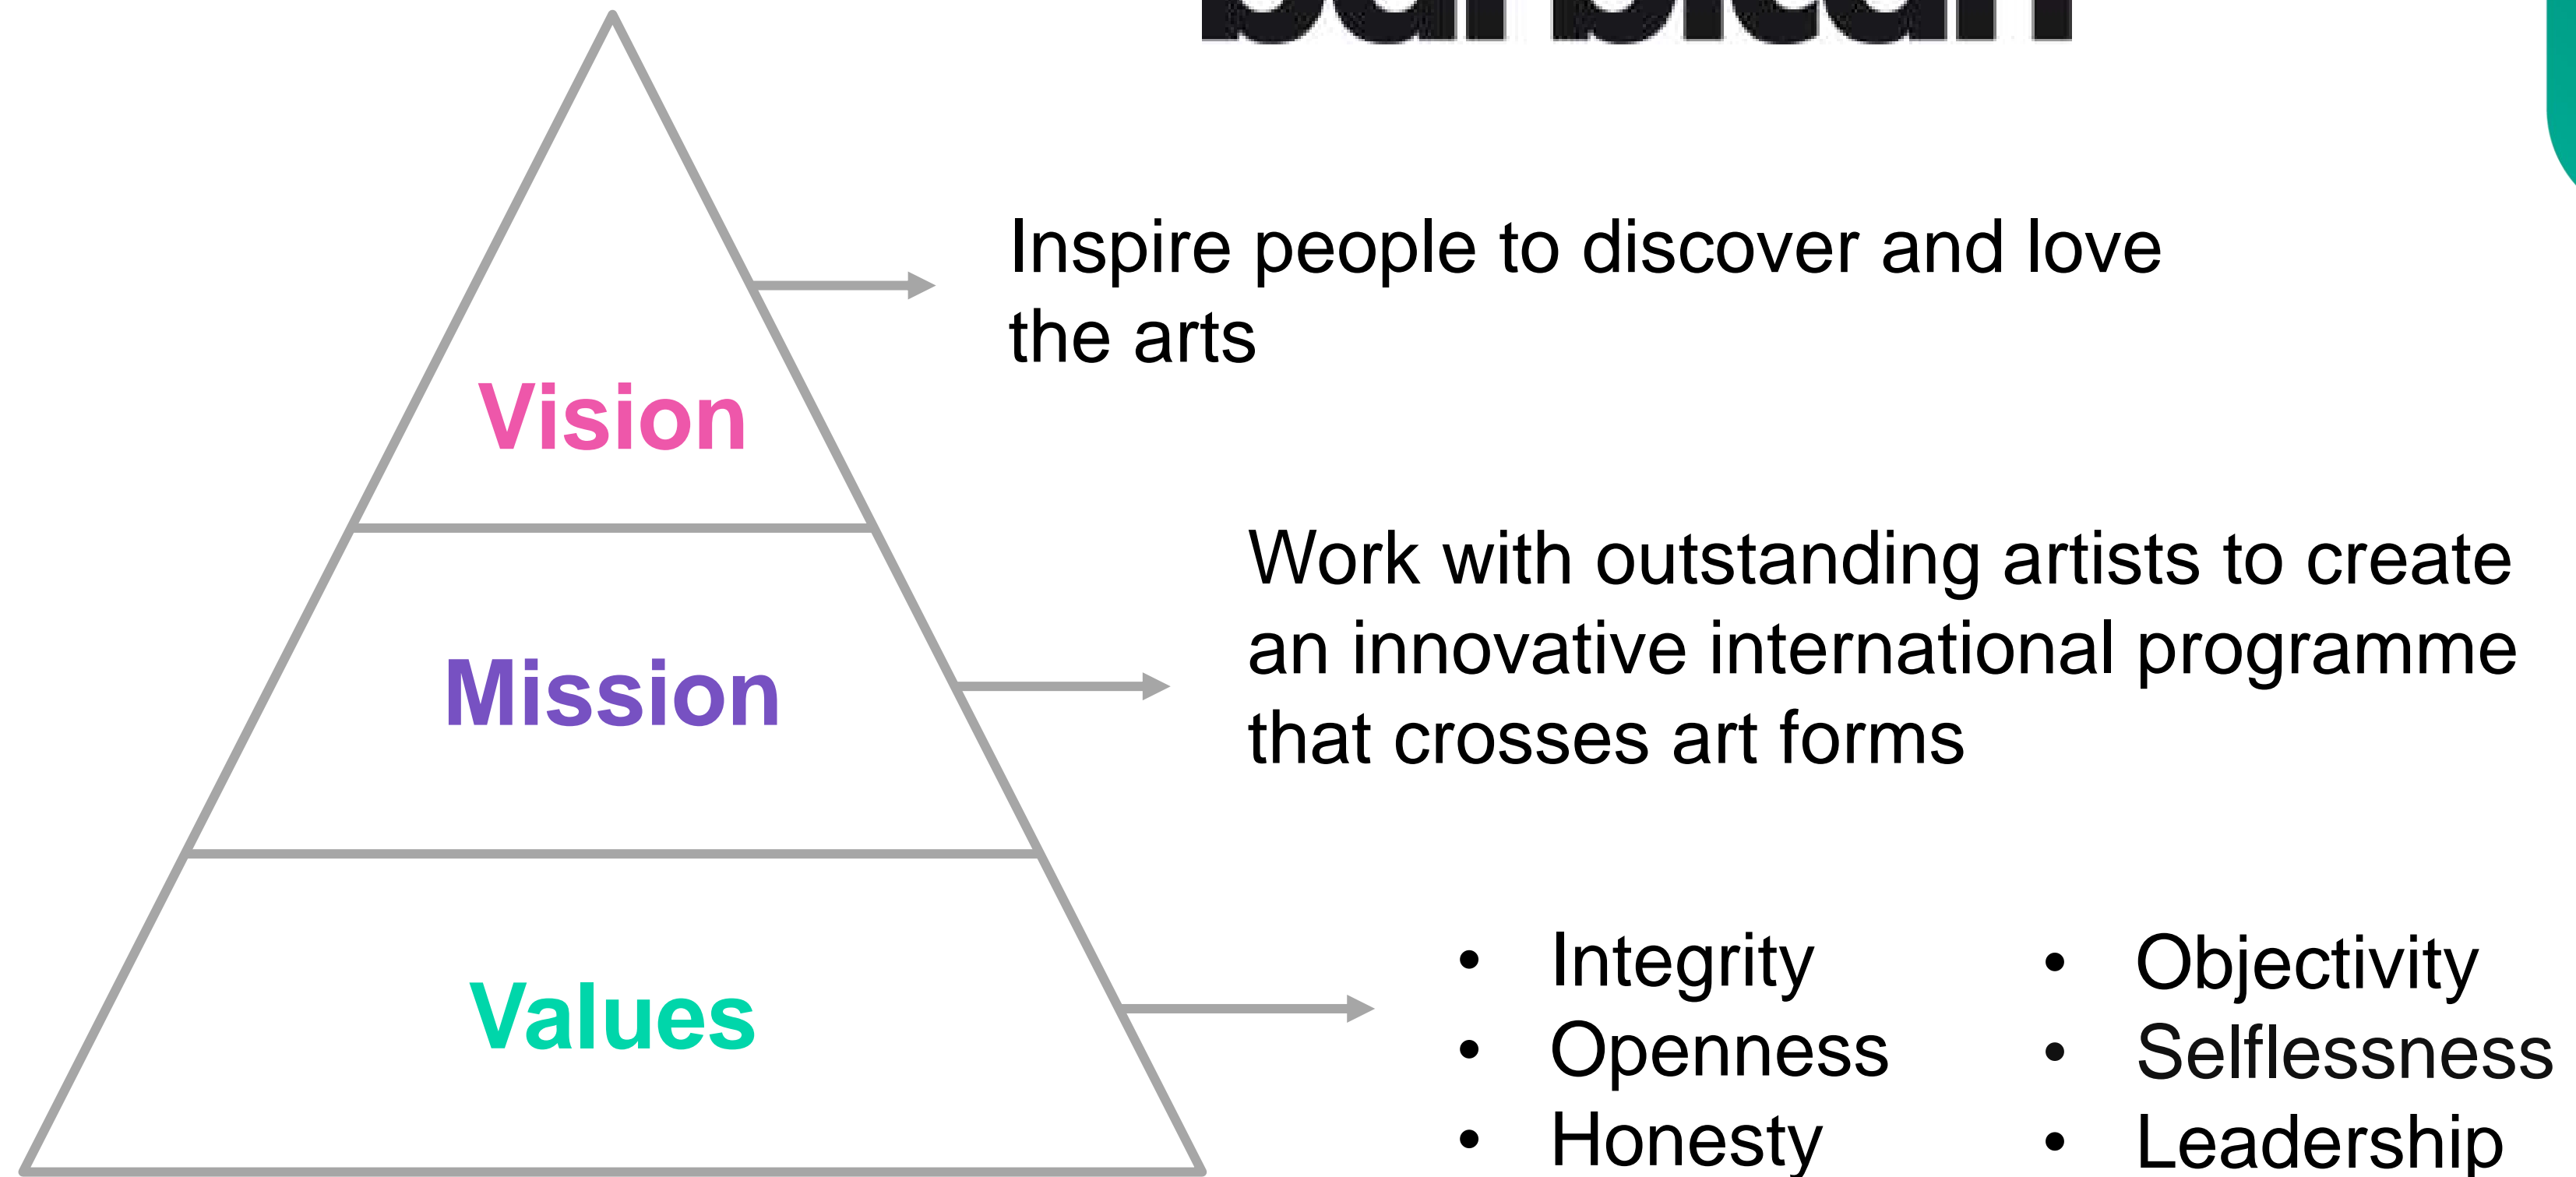 barbican
Inspire people to discover and love
the arts
Vision
Work with outstanding artists to create
an innovative international programme
that crosses art forms
Mission
Values
• Integrity
• Openness
• Honesty
• Objectivity
• Selflessness
• Leadership